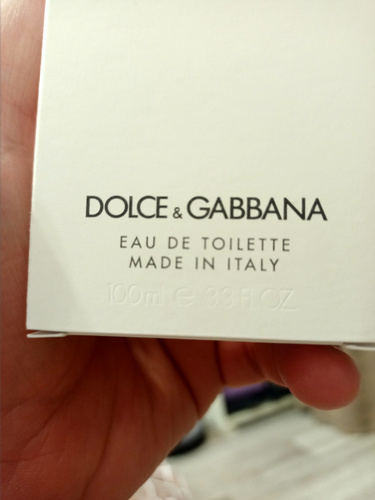 DOLCE & GABBANA
EAU DE TOILETTE
MADE IN ITALY
100ml ℮ 3.3 FL OZ